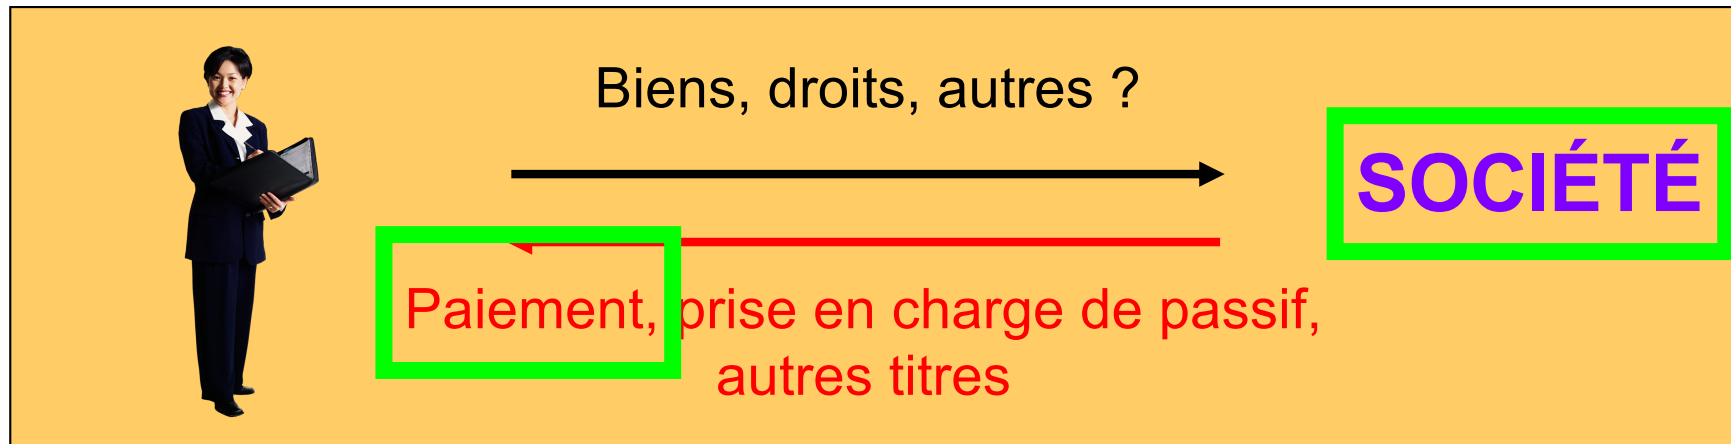 Biens, droits, autres ?
SOCIÉTÉ
Paiement, prise en charge de passif,
autres titres